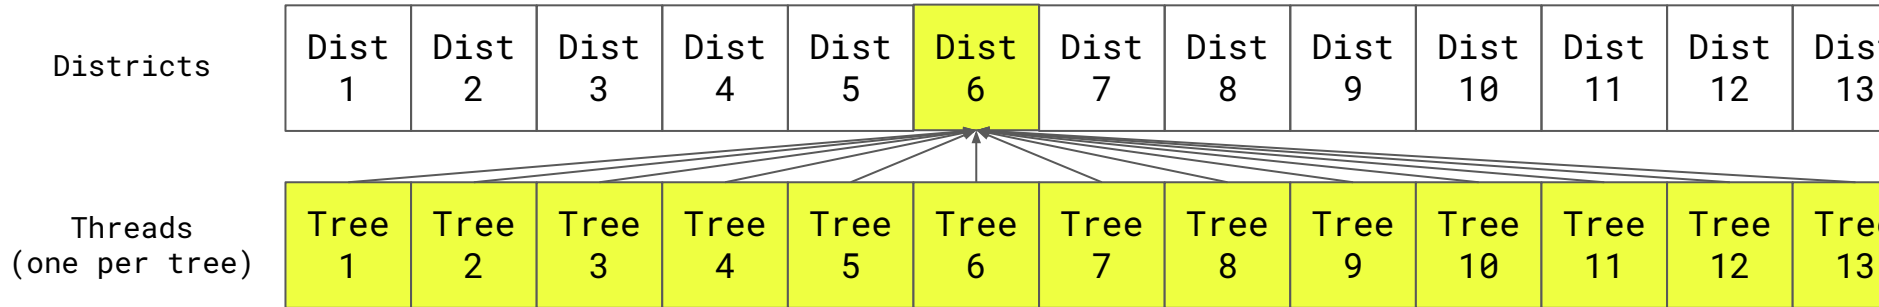 Districts
Dist Dist Dist Dist Dist Dist Dist Dist Dist Dist Dist Dist
1 2 3 4 5 6 7 8 9 10 11 12 13
Threads
(one per tree)
Tree Tree Tree Tree Tree Tree Tree Tree Tree Tree Tree Tree
1 2 3 4 5 6 7 8 9 10 11 12 13